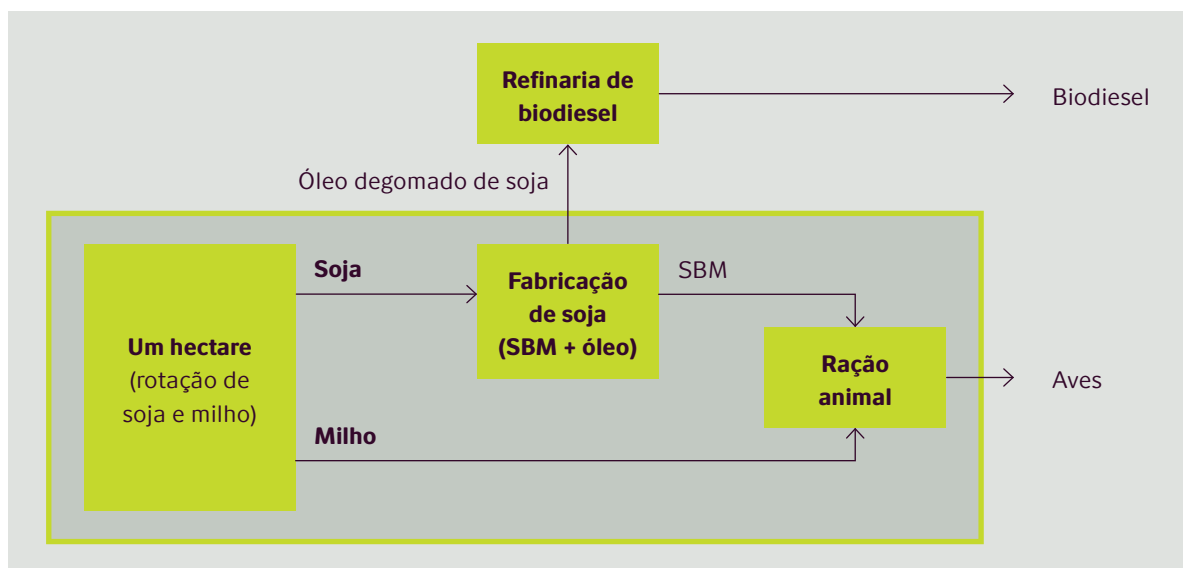 Refinaria de
biodiesel
Biodiesel
Óleo degomado de soja
Soja
Fabricação
de soja
(SBM + óleo)
SBM
Um hectare
(rotação de
soja e milho)
Ração
animal
Aves
Milho